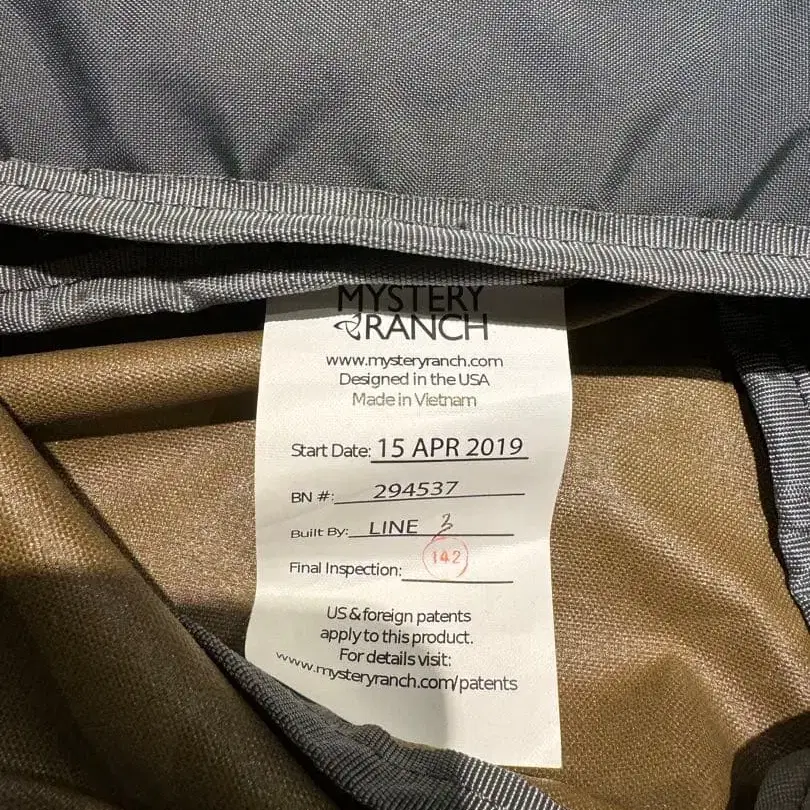 MYSTERY
RANCH
www.mysteryranch.com
Designed in the USA
Made in Vietnam
Start Date: 15 APR 2019
BN #: 294537
Built By: LINE 3
142
Final Inspection:
US & foreign patents
apply to this product.
For details visit:
www.mysteryranch.com/patents